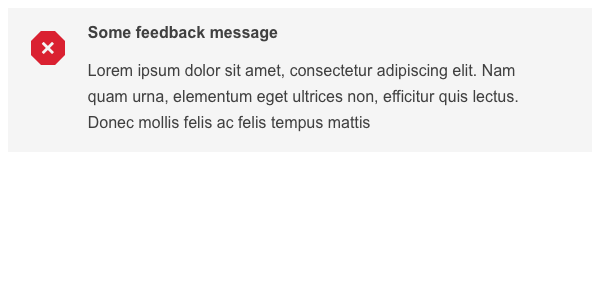 Some feedback message
Lorem ipsum dolor sit amet, consectetur adipiscing elit. Nam
quam urna, elementum eget ultrices non, efficitur quis lectus.
Donec mollis felis ac felis tempus mattis